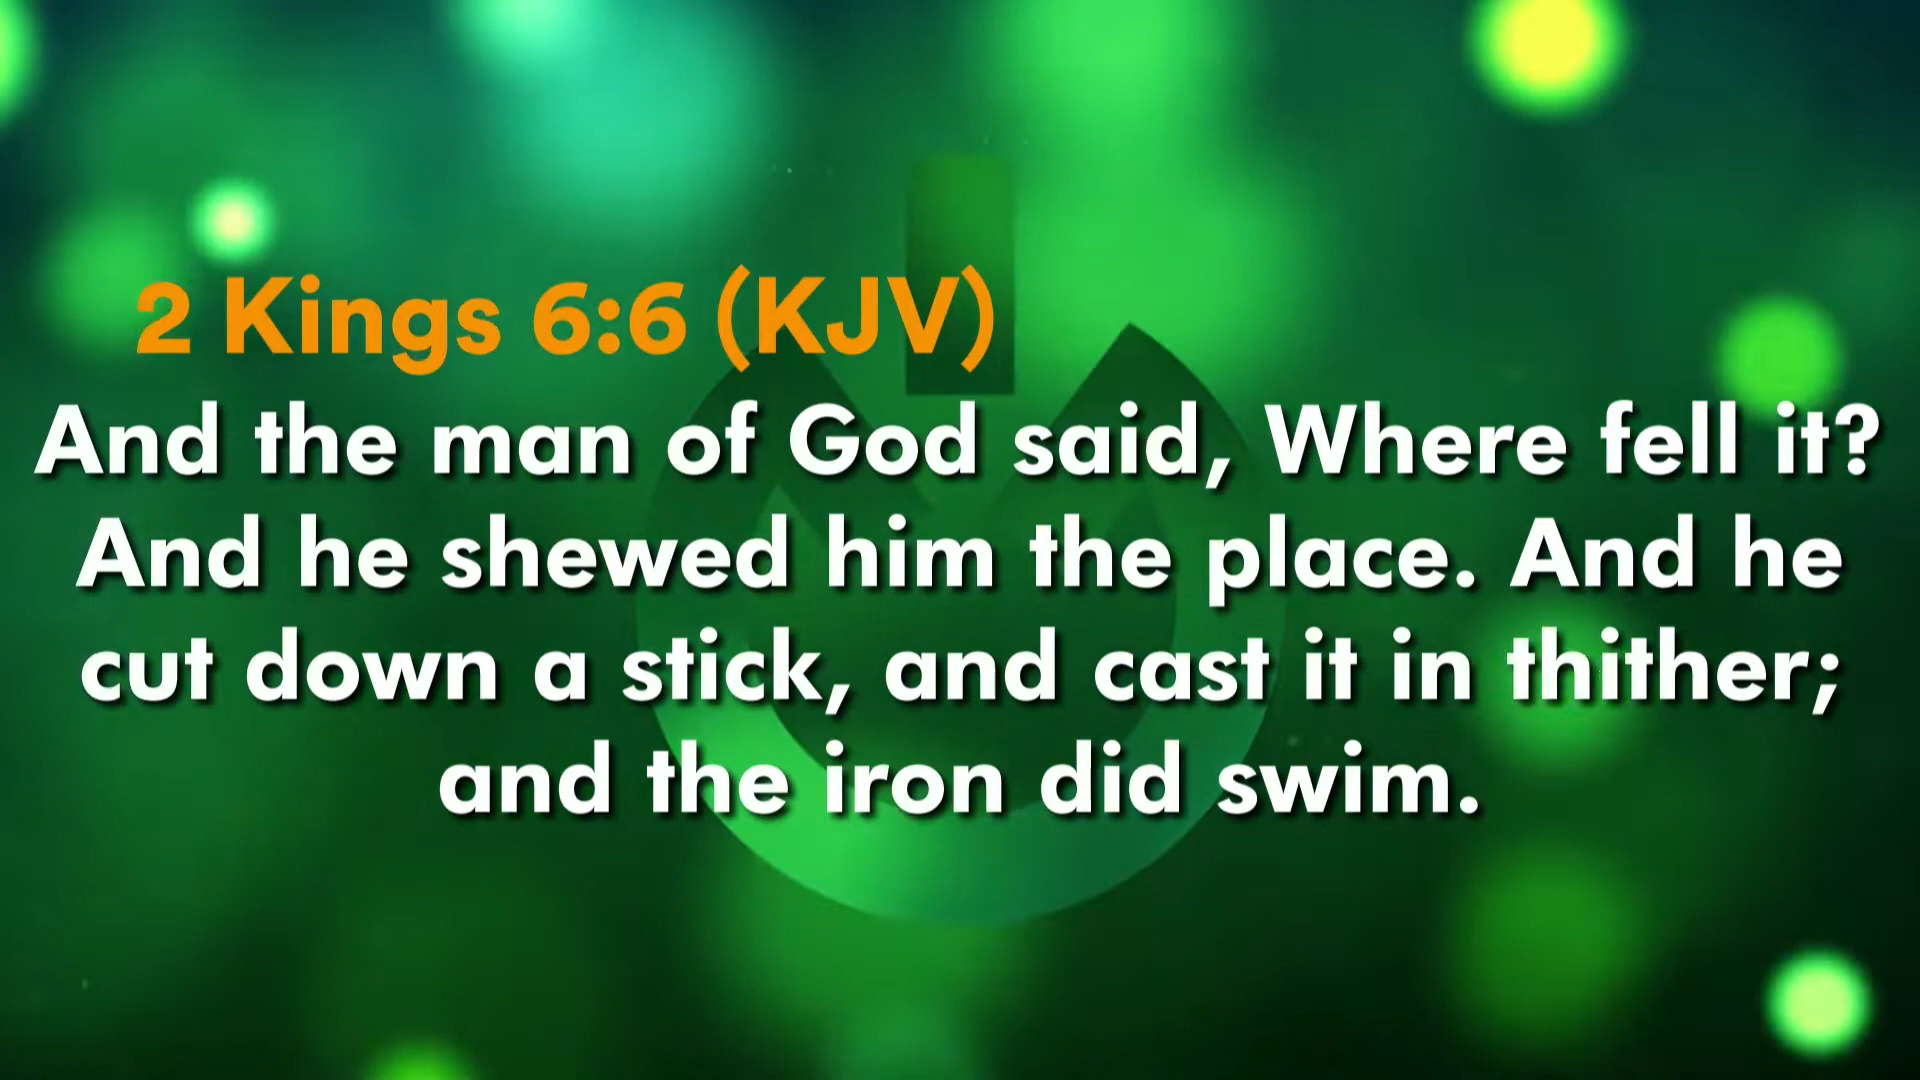 2 Kings 6:6 (KJV)
And the man of God said, Where fell it?
And he shewed him the place. And he
cut down a stick, and cast it in thither;
and the iron did swim.